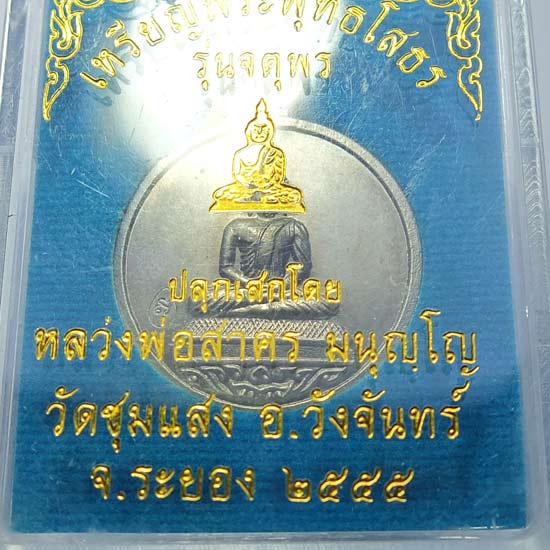 เหรียญพระพุทธโสธร
รุ่นจตุพร
ปลุกเสกโดย
หลวงพ่อสาคร มนุญฺโญ
วัดชุมแสง อ.วังจันทร์
จ.ระยอง ๒๕๕๕